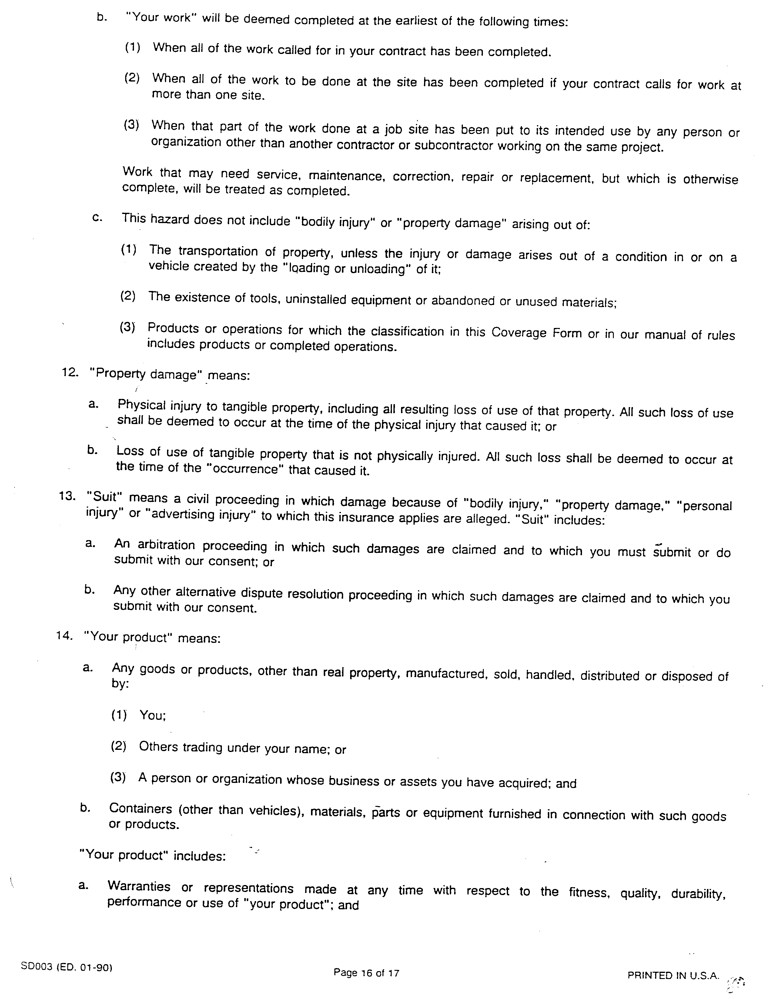 b. "Your work" will be deemed completed at the earliest of the following times:
(1) When all of the work called for in your contract has been completed.
(2) When all of the work to be done at the site has been completed if your contract calls for work at
more than one site.
(3) When that part of the work done at a job site has been put to its intended use by any person or
organization other than another contractor or subcontractor working on the same project.
Work that may need service, maintenance, correction, repair or replacement, but which is otherwise
complete, will be treated as completed.
c. This hazard does not include "bodily injury" or "property damage" arising out of:
(1) The transportation of property, unless the injury or damage arises out of a condition in or on a
vehicle created by the "loading or unloading" of it;
(2) The existence of tools, uninstalled equipment or abandoned or unused materials;
(3) Products or operations for which the classification in this Coverage Form or in our manual of rules
includes products or completed operations.
12. "Property damage" means:
a. Physical injury to tangible property, including all resulting loss of use of that property. All such loss of use
shall be deemed to occur at the time of the physical injury that caused it; or
b. Loss of use of tangible property that is not physically injured. All such loss shall be deemed to occur at
the time of the "occurrence" that caused it.
13. "Suit" means a civil proceeding in which damage because of "bodily injury," "property damage," "personal
injury" or "advertising injury" to which this insurance applies are alleged. "Suit" includes:
a. An arbitration proceeding in which such damages are claimed and to which you must submit or do
submit with our consent; or
b. Any other alternative dispute resolution proceeding in which such damages are claimed and to which you
submit with our consent.
14. "Your product" means:
a. Any goods or products, other than real property, manufactured, sold, handled, distributed or disposed of
by:
(1) You;
(2) Others trading under your name; or
(3) A person or organization whose business or assets you have acquired; and
b. Containers (other than vehicles), materials, parts or equipment furnished in connection with such goods
or products.
"Your product" includes:
a. Warranties or representations made at any time with respect to the fitness, quality, durability,
performance or use of "your product"; and
SD003 (ED. 01-90)
Page 16 of 17
PRINTED IN U.S.A.